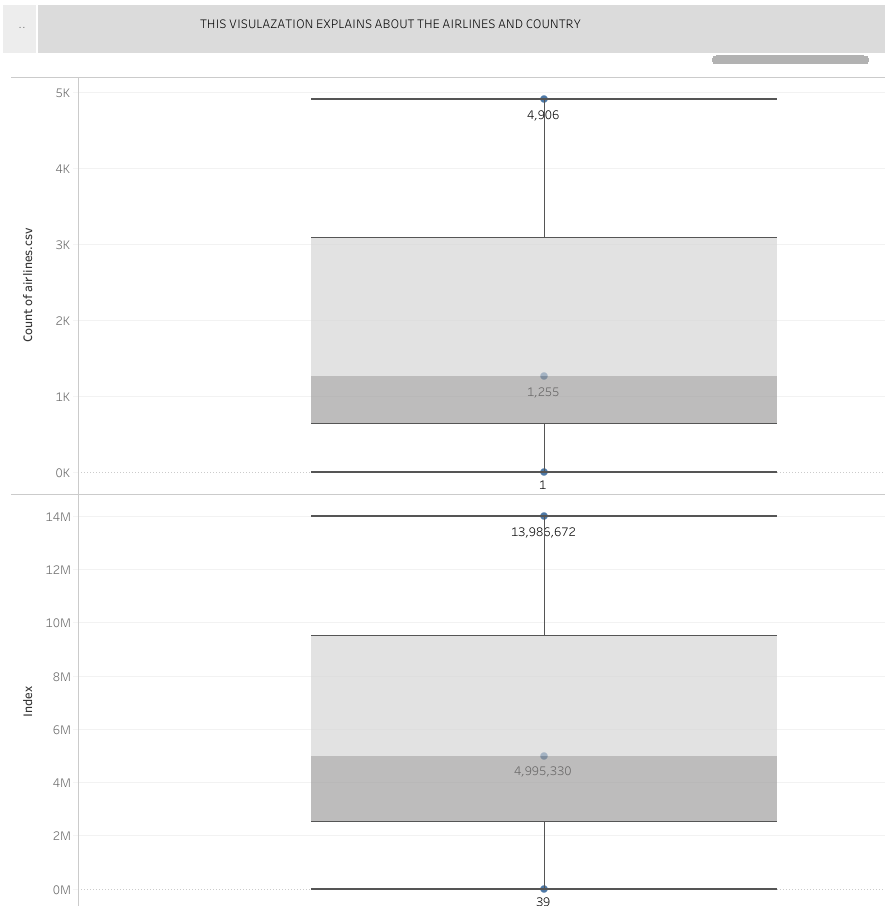 ..
THIS VISULAZATION EXPLAINS ABOUT THE AIRLINES AND COUNTRY
5K
4,906
4K
3K
Count of airlines.csv
2K
1,255
1K
0K
1
14M
13,986,672
12M
10M
8M
Index
6M
4,995,330
4M
2M
0M
39